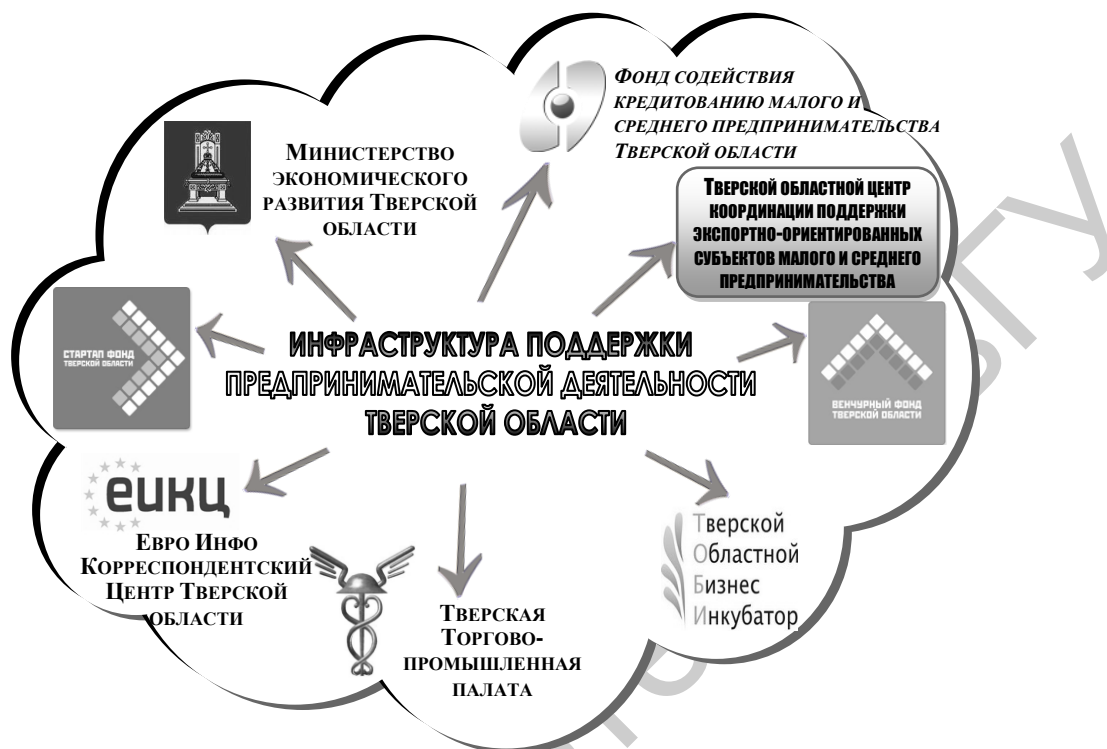 Фонд содействия
кредитованию малого и
среднего предпринимательства
Тверской области
Министерство
экономического
развития Тверской
области
Тверской областной центр
координации поддержки
экспортно-ориентированных
субъектов малого и среднего
предпринимательства
СТАРТАП ФОНД
ТВЕРСКОЙ ОБЛАСТИ
ИНФРАСТРУКТУРА ПОДДЕРЖКИ
ПРЕДПРИНИМАТЕЛЬСКОЙ ДЕЯТЕЛЬНОСТИ
ТВЕРСКОЙ ОБЛАСТИ
ВЕНЧУРНЫЙ ФОНД
ТВЕРСКОЙ ОБЛАСТИ
еикц
Евро Инфо
Корреспондентский
Центр Тверской
области
Тверская
Торгово-
промышленная
палата
Тверской
Областной
Бизнес
Инкубатор